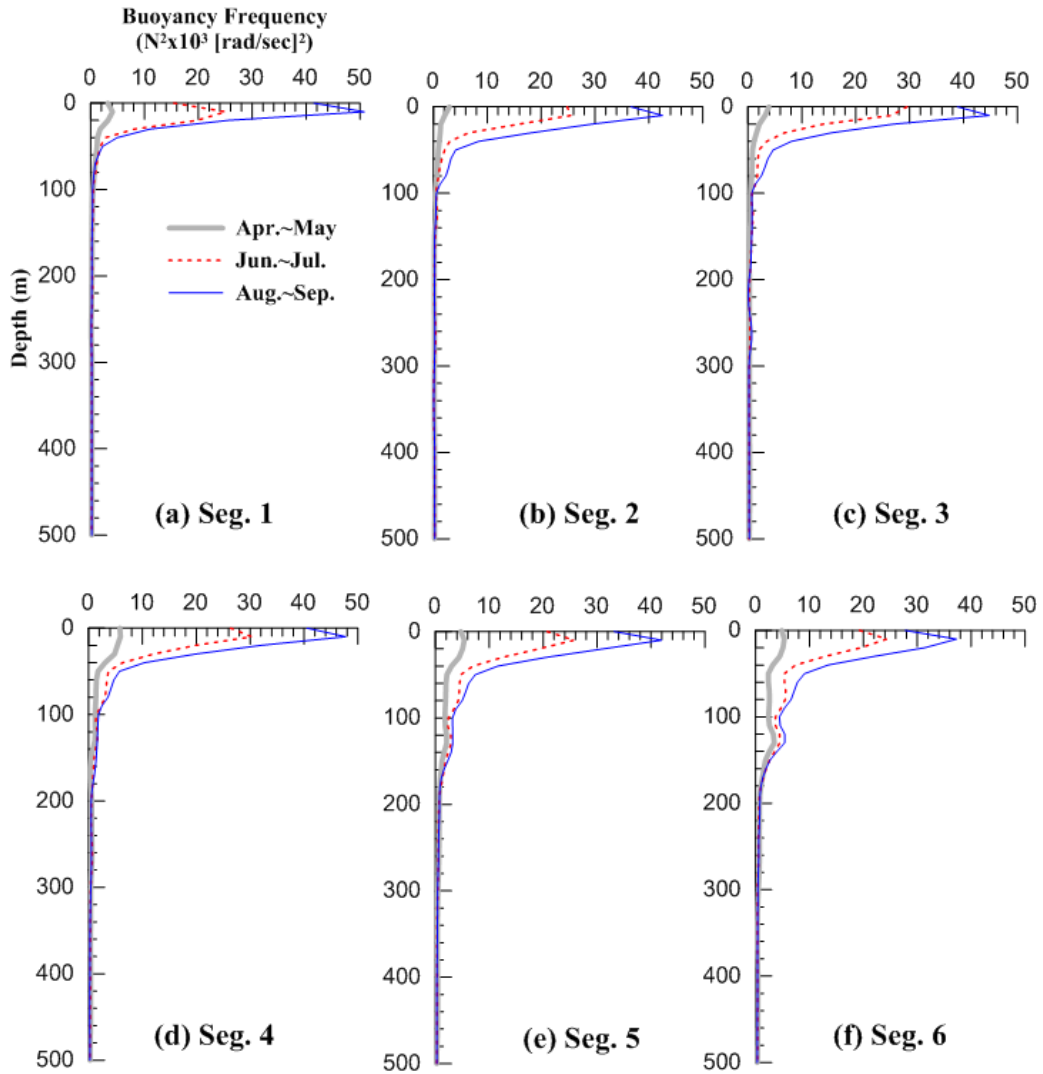 Buoyancy Frequency
(N²x10³ [rad/sec]²)
0 10 20 30 40 50
0
100
200
300
400
500
Depth (m)
Apr.~May
Jun.~Jul.
Aug.~Sep.
(a) Seg. 1
0 10 20 30 40 50
0
100
200
300
400
500
(b) Seg. 2
0 10 20 30 40 50
0
100
200
300
400
500
(c) Seg. 3
0 10 20 30 40 50
0
100
200
300
400
500
(d) Seg. 4
0 10 20 30 40 50
0
100
200
300
400
500
(e) Seg. 5
0 10 20 30 40 50
0
100
200
300
400
500
(f) Seg. 6